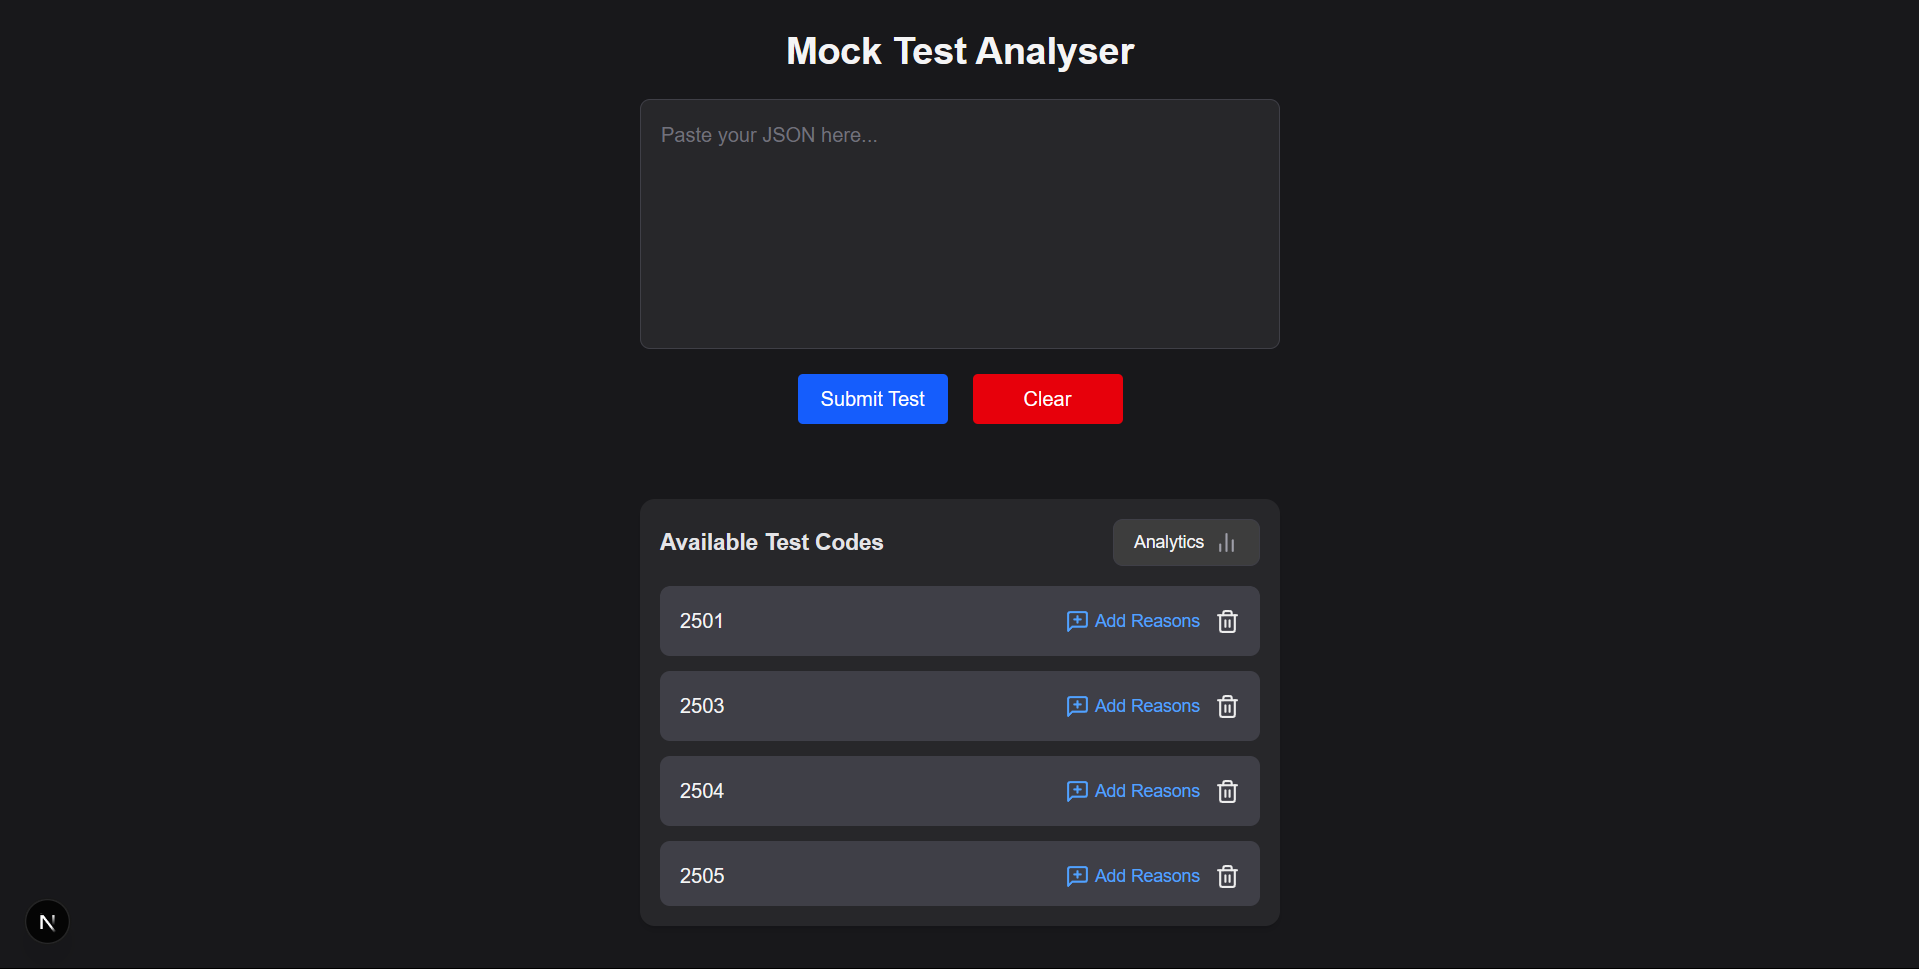 Mock Test Analyser
Paste your JSON here...
Submit Test
Clear
Available Test Codes
Analytics
2501
Add Reasons
2503
Add Reasons
2504
Add Reasons
2505
Add Reasons
N